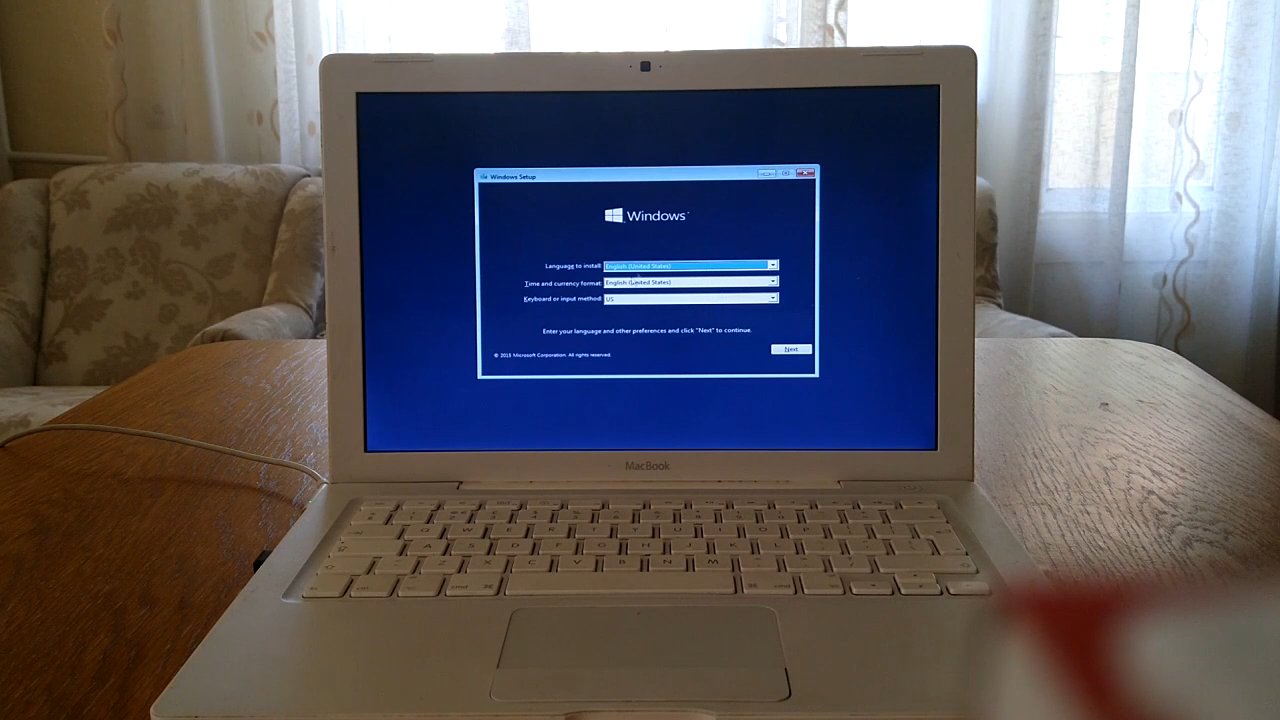 Windows Setup
Windows
Language to install: English (United States)
Time and currency format: English (United States)
Keyboard or input method: US
Enter your language and other preferences and click "Next" to continue.
© 2015 Microsoft Corporation. All rights reserved.
Next
MacBook
Q W E R T Y U I O P
A S D F G H J K L
Z X C V B N M
cmd cmd